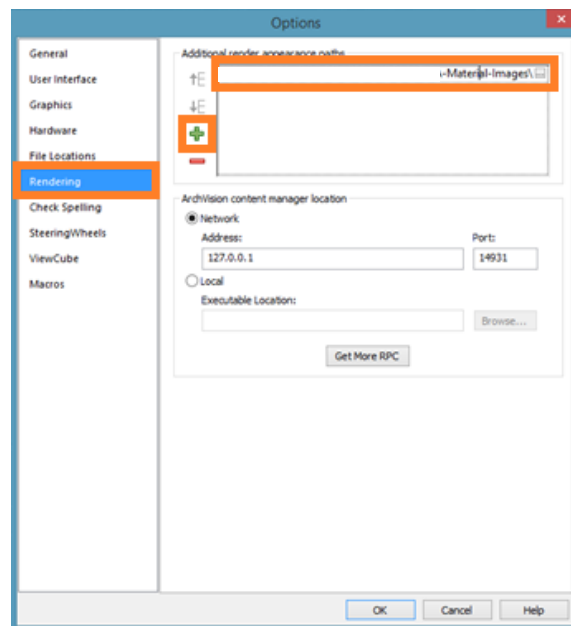 Options
General
User Interface
Graphics
Hardware
File Locations
Rendering
Check Spelling
SteeringWheels
ViewCube
Macros
Additional render appearance paths
-Material-Images\
ArchVision content manager location
Network
Address:
Port:
127.0.0.1
14931
Local
Executable Location:
Browse...
Get More RPC
OK
Cancel
Help